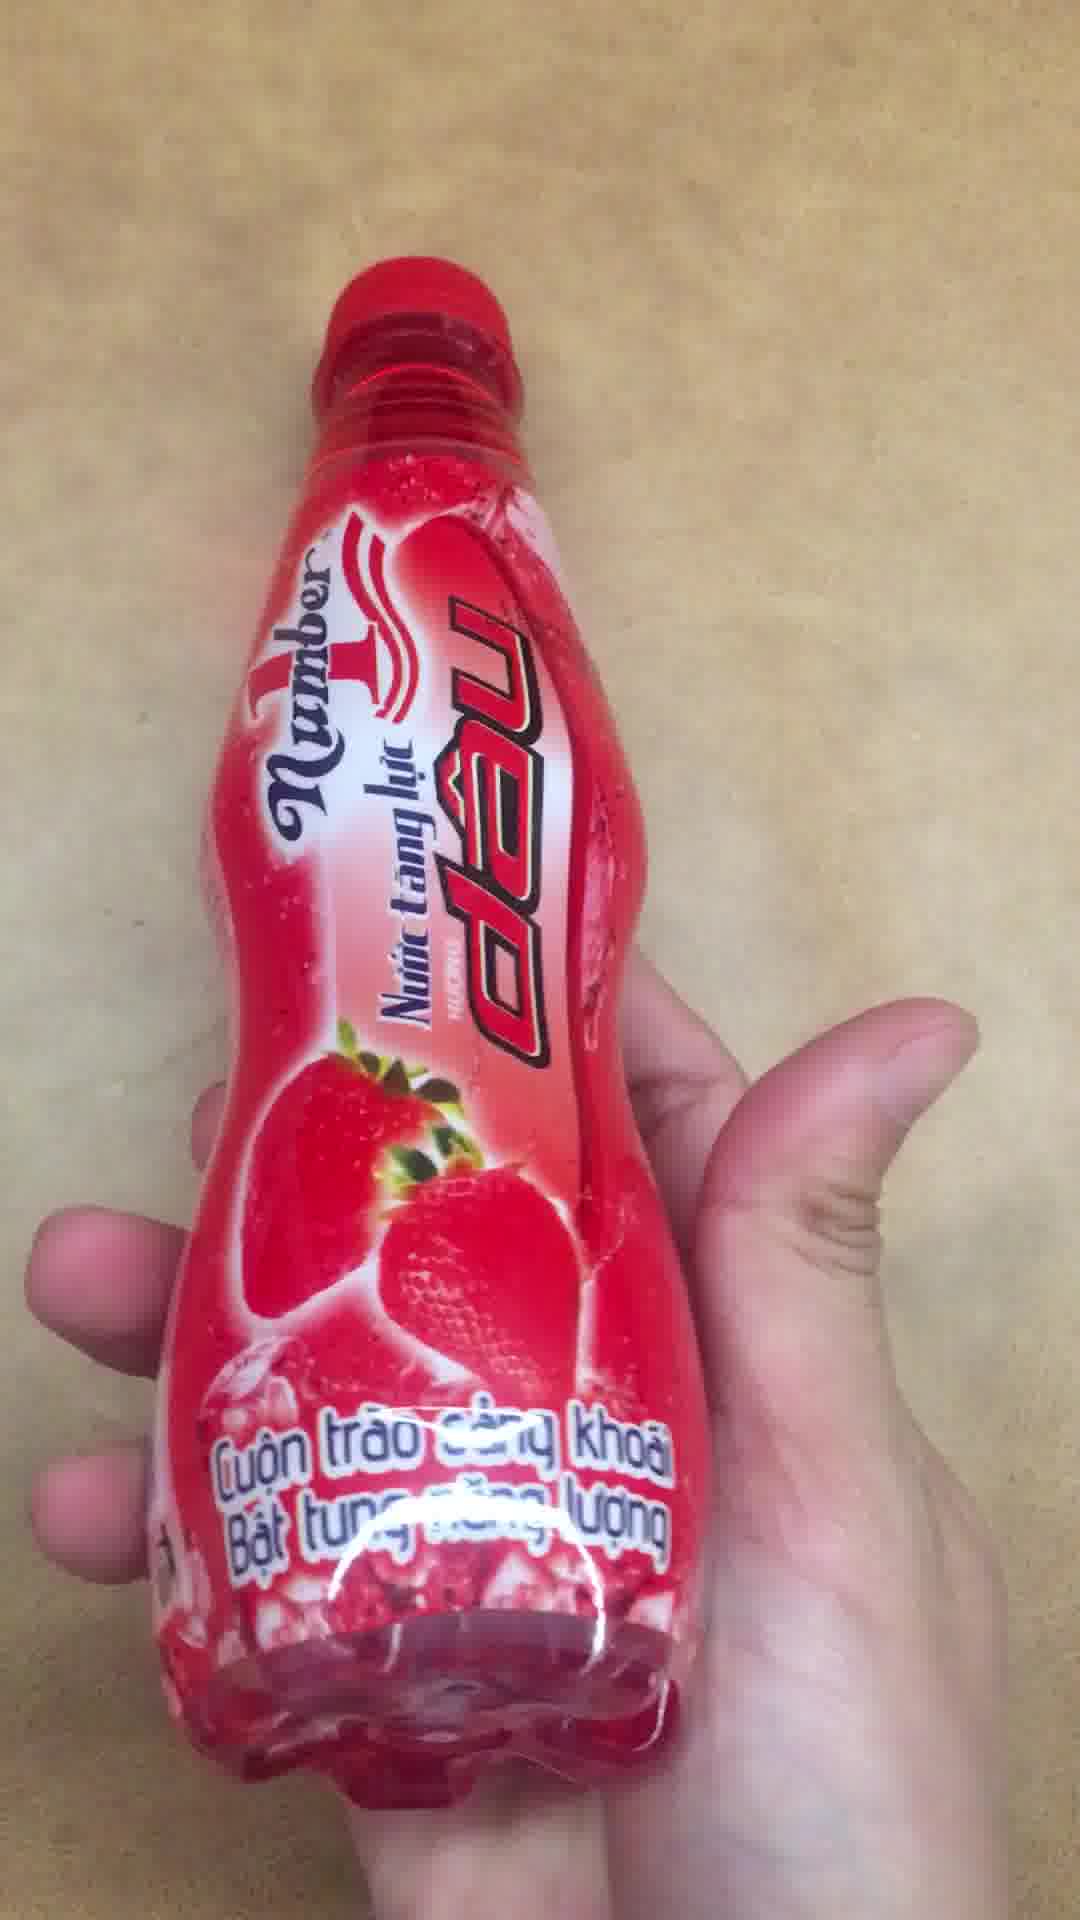 Number
1
Nước tăng lực
HƯƠNG
dâu
Cuộn trào sảng khoái
Bật tung năng lượng